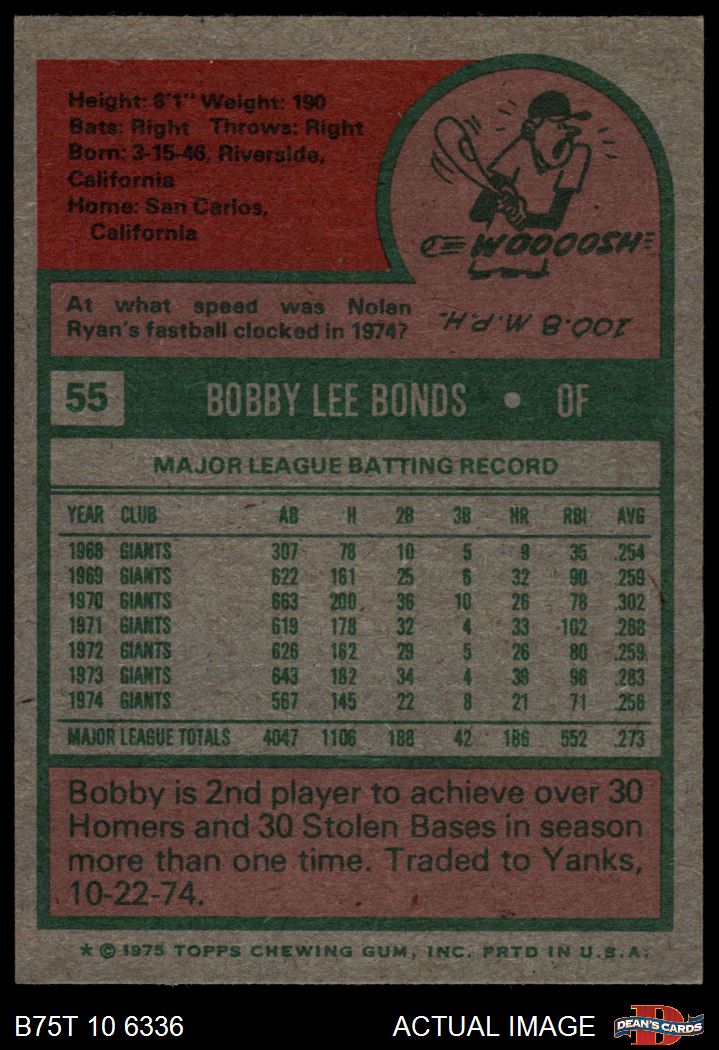 Height: 6'1" Weight: 190
Bats: Right Throws: Right
Born: 3-15-46, Riverside,
California
Home: San Carlos,
California
WOOOOSH
At what speed was Nolan
Ryan's fastball clocked in 1974?
100.8 M.P.H.
55 BOBBY LEE BONDS • OF
MAJOR LEAGUE BATTING RECORD
YEAR CLUB AB H 2B 3B HR RBI AVG
1968 GIANTS 307 78 10 5 9 35 .254
1969 GIANTS 622 161 25 6 32 90 .259
1970 GIANTS 663 200 36 10 26 78 .302
1971 GIANTS 619 178 32 4 33 102 .288
1972 GIANTS 626 162 29 5 26 80 .259
1973 GIANTS 643 182 34 4 39 96 .283
1974 GIANTS 567 145 22 8 21 71 .256
MAJOR LEAGUE TOTALS 4047 1106 188 42 186 552 .273
Bobby is 2nd player to achieve over 30
Homers and 30 Stolen Bases in season
more than one time. Traded to Yanks,
10-22-74.
* © 1975 TOPPS CHEWING GUM, INC. PRTD IN U.S.A.
B75T 10 6336 ACTUAL IMAGE DEAN'S CARDS